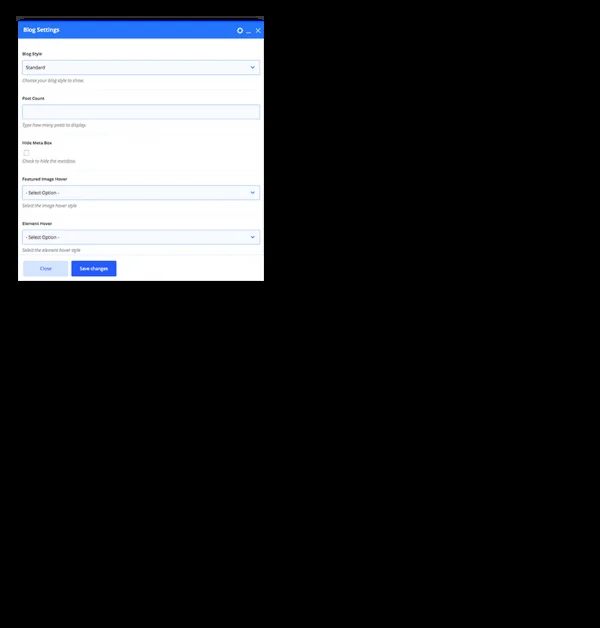 Blog Settings
Blog Style
Standard
Choose your blog style to show.
Post Count
Type how many posts to display.
Hide Meta Box
Check to hide the metabox.
Featured Image Hover
- Select Option -
Select the image hover style
Element Hover
- Select Option -
Select the element hover style
Close
Save changes